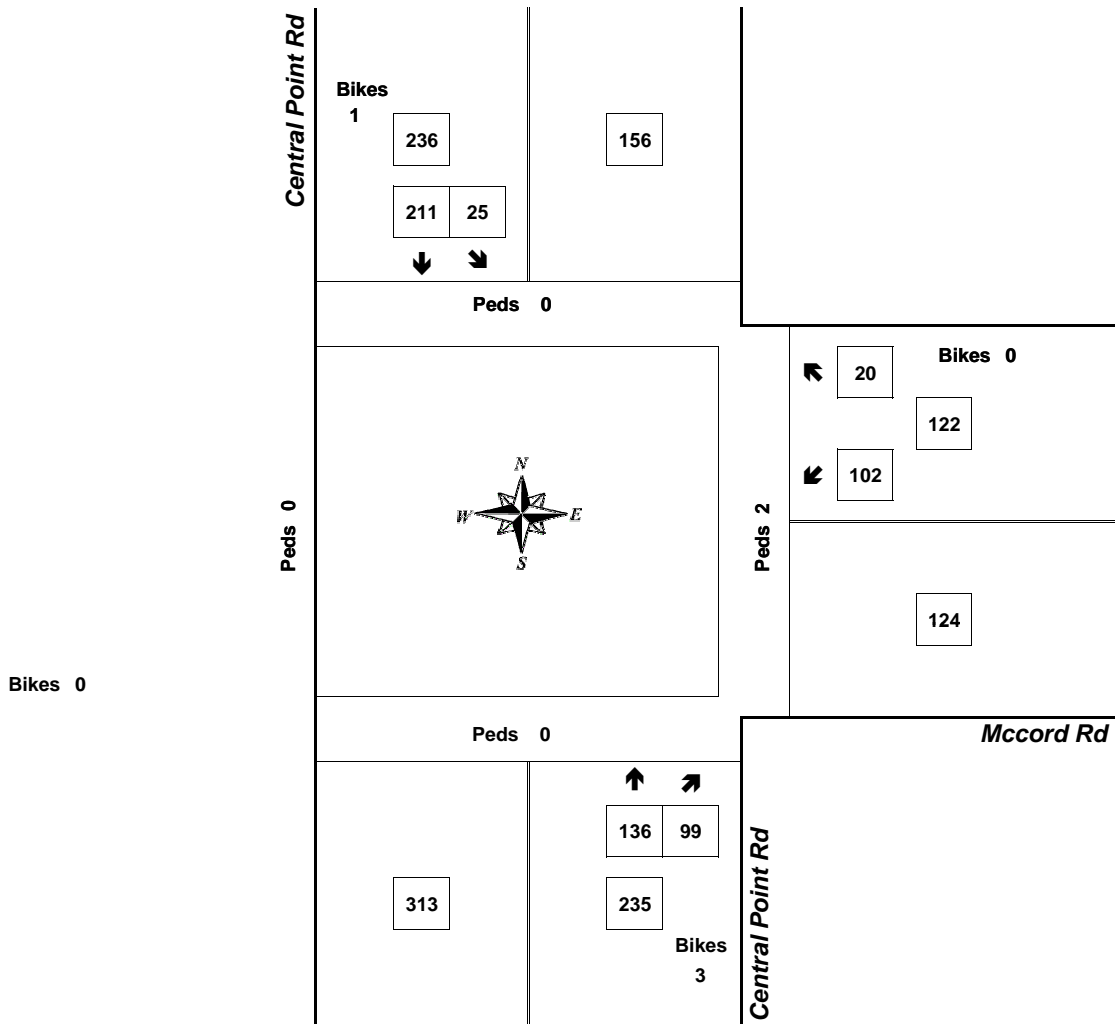 Central Point Rd
Bikes
1
236
156
211 25
Peds 0
Bikes 0
20
122
102
N
W E
S
Peds 0
Peds 2
124
Bikes 0
Peds 0
Mccord Rd
136 99
313
235
Bikes
3
Central Point Rd